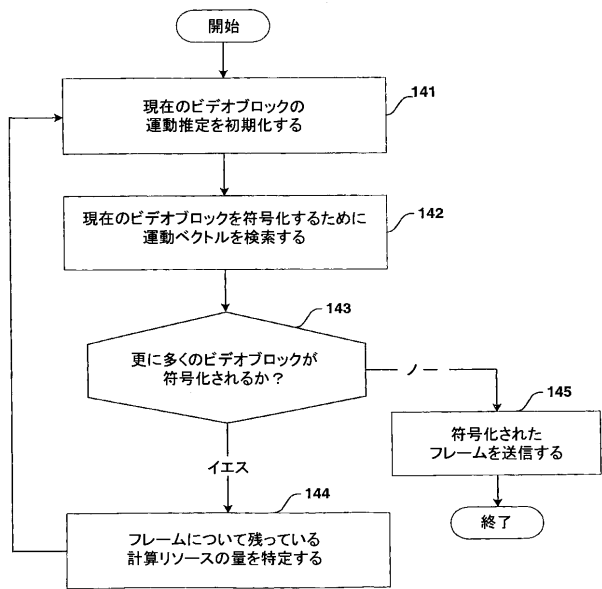 開始
現在のビデオブロックの
運動推定を初期化する
141
現在のビデオブロックを符号化するために
運動ベクトルを検索する
142
143
更に多くのビデオブロックが
符号化されるか？
ノー
145
符号化された
フレームを送信する
イエス
144
終了
フレームについて残っている
計算リソースの量を特定する